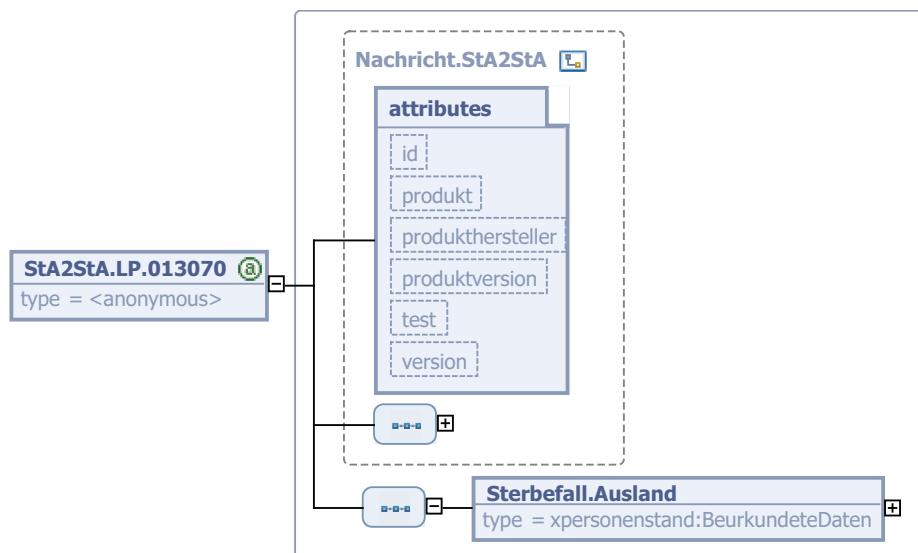 Nachricht.StA2StA
attributes
id
produkt
produkthersteller
produktversion
test
version
StA2StA.LP.013070 @
type = <anonymous>
Sterbefall.Ausland
type = xpersonenstand:BeurkundeteDaten